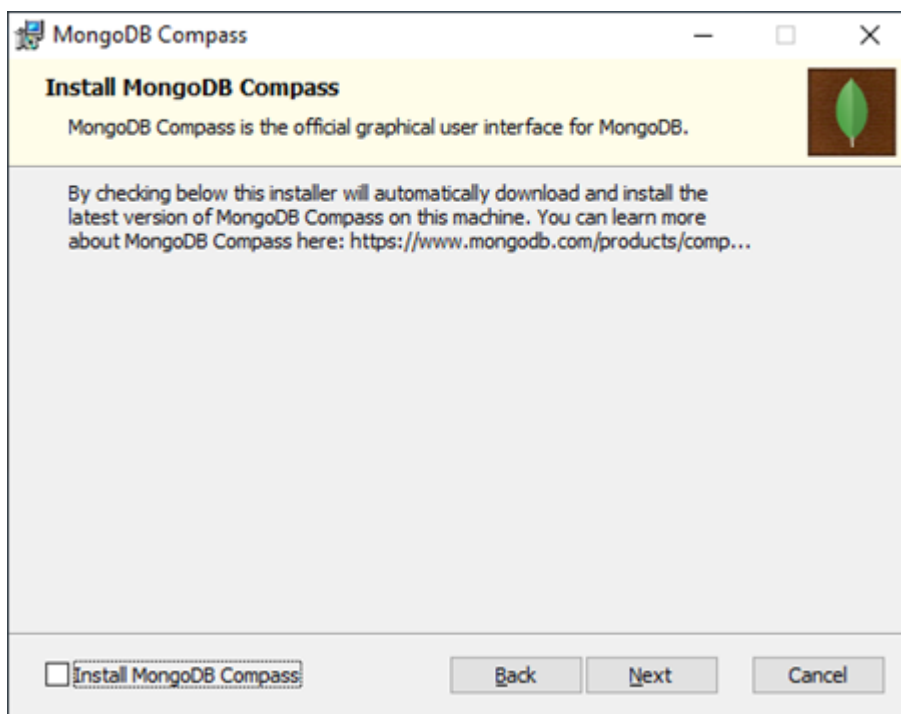 MongoDB Compass
Install MongoDB Compass
MongoDB Compass is the official graphical user interface for MongoDB.
By checking below this installer will automatically download and install the
latest version of MongoDB Compass on this machine. You can learn more
about MongoDB Compass here: https://www.mongodb.com/products/comp...
Install MongoDB Compass
Back
Next
Cancel